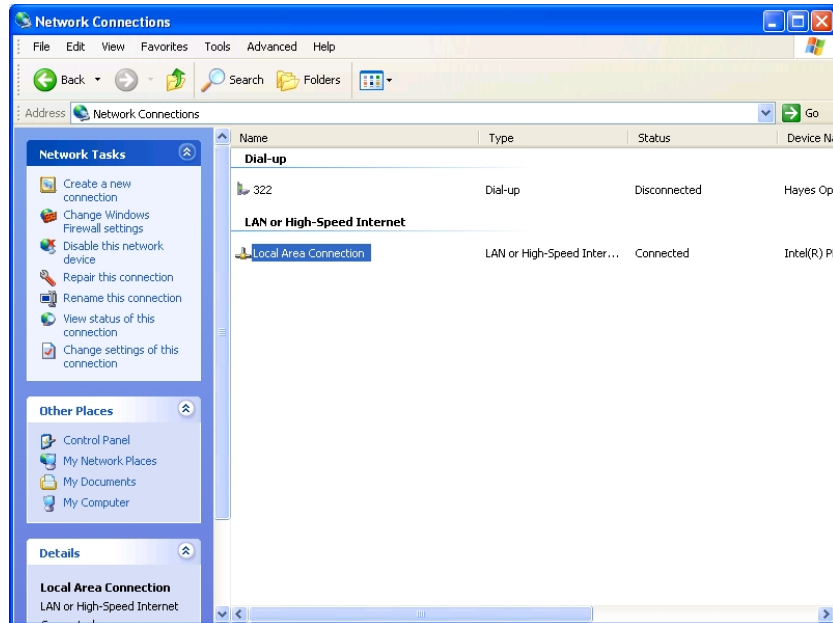 Network Connections
File Edit View Favorites Tools Advanced Help
Back Search Folders
Address Network Connections Go
Network Tasks
Create a new
connection
Change Windows
Firewall settings
Disable this network
device
Repair this connection
Rename this connection
View status of this
connection
Change settings of this
connection
Other Places
Control Panel
My Network Places
My Documents
My Computer
Details
Local Area Connection
LAN or High-Speed Internet
Name Type Status Device Na
Dial-up
322 Dial-up Disconnected Hayes Op
LAN or High-Speed Internet
Local Area Connection LAN or High-Speed Inter... Connected Intel(R) P